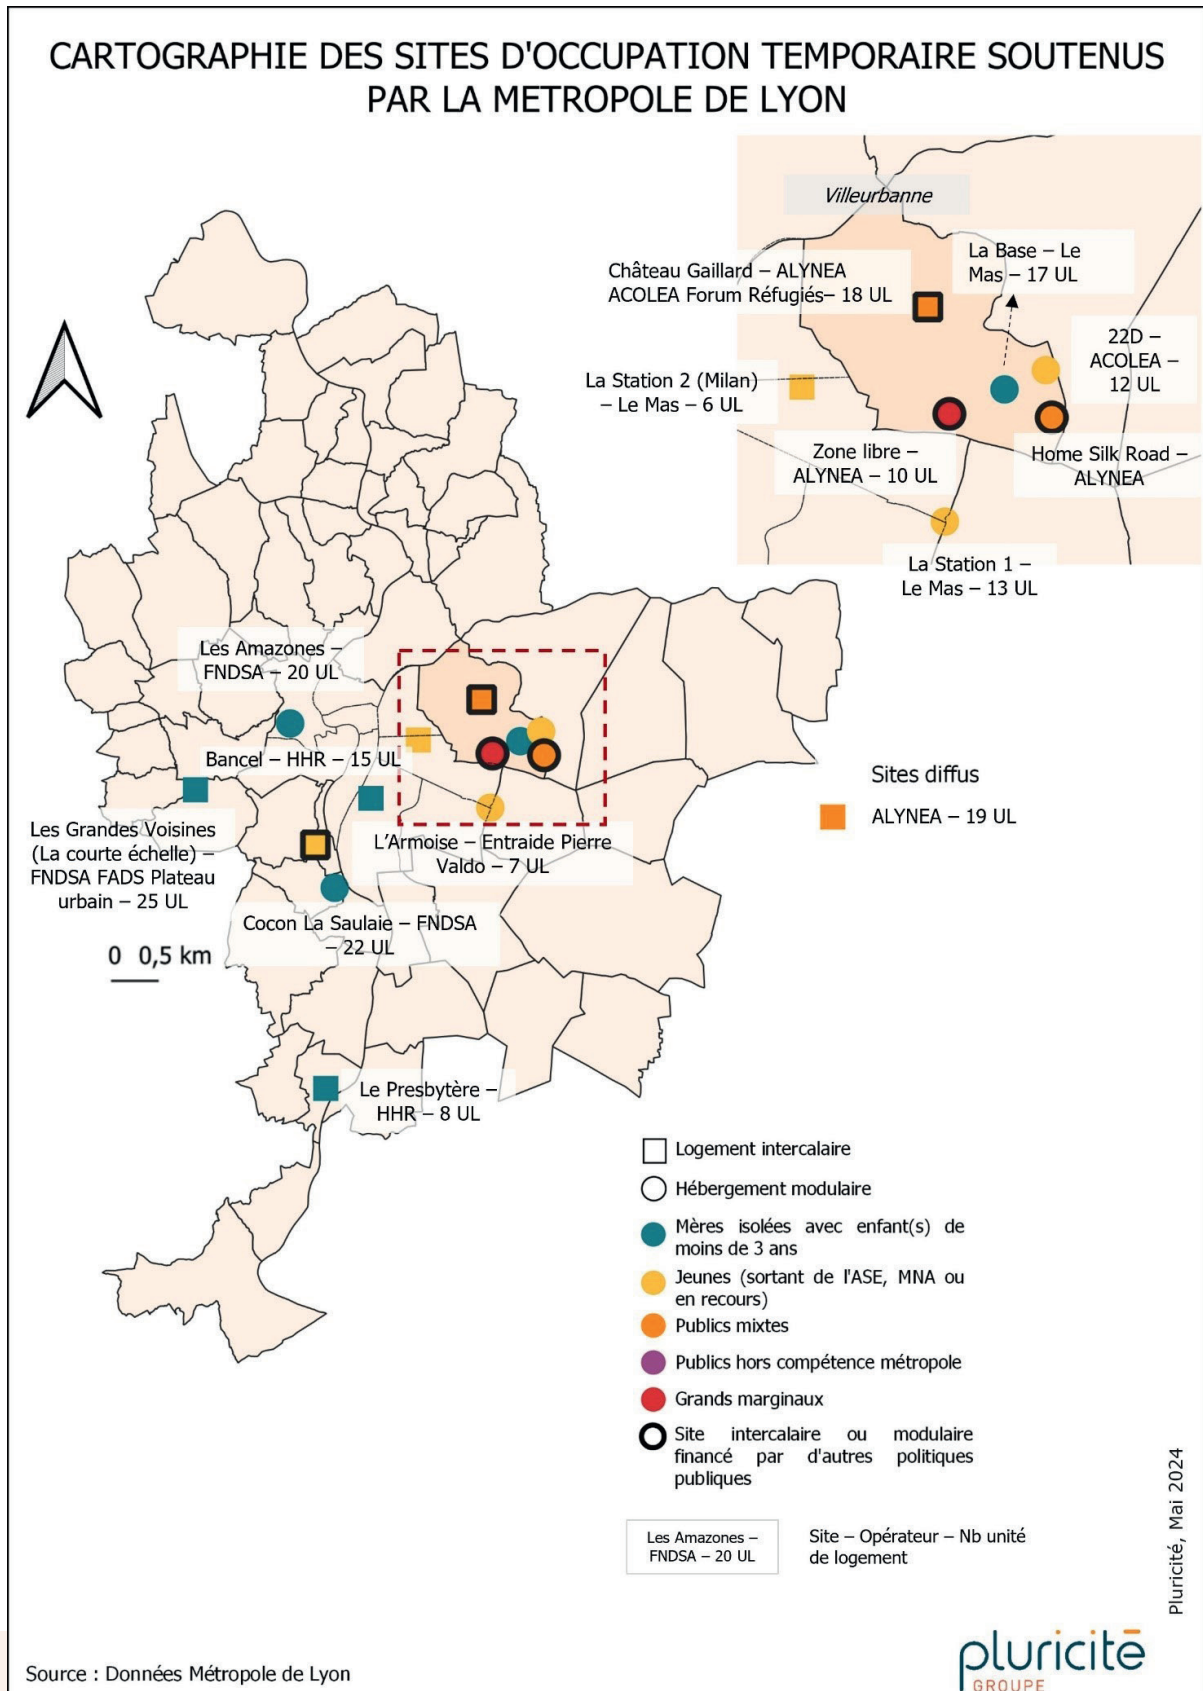 CARTOGRAPHIE DES SITES D'OCCUPATION TEMPORAIRE SOUTENUS
PAR LA METROPOLE DE LYON
Villeurbanne
Château Gaillard – ALYNEA
ACOLEA Forum Réfugiés– 18 UL
La Base – Le
Mas – 17 UL
22D –
ACOLEA –
12 UL
La Station 2 (Milan)
– Le Mas – 6 UL
Zone libre –
ALYNEA – 10 UL
Home Silk Road –
ALYNEA
La Station 1 –
Le Mas – 13 UL
Les Amazones –
FNDSA – 20 UL
Bancel – HHR – 15 UL
Les Grandes Voisines
(La courte échelle) –
FNDSA FADS Plateau
urbain – 25 UL
L'Armoise – Entraide Pierre
Valdo – 7 UL
Cocon La Saulaie – FNDSA
– 22 UL
Sites diffus
ALYNEA – 19 UL
0 0,5 km
Le Presbytère –
HHR – 8 UL
Logement intercalaire
Hébergement modulaire
Mères isolées avec enfant(s) de
moins de 3 ans
Jeunes (sortant de l'ASE, MNA ou
en recours)
Publics mixtes
Publics hors compétence métropole
Grands marginaux
Site intercalaire ou modulaire
financé par d'autres politiques
publiques
Les Amazones –
FNDSA – 20 UL
Site – Opérateur – Nb unité
de logement
Pluricité, Mai 2024
Source : Données Métropole de Lyon
pluricité
GROUPE